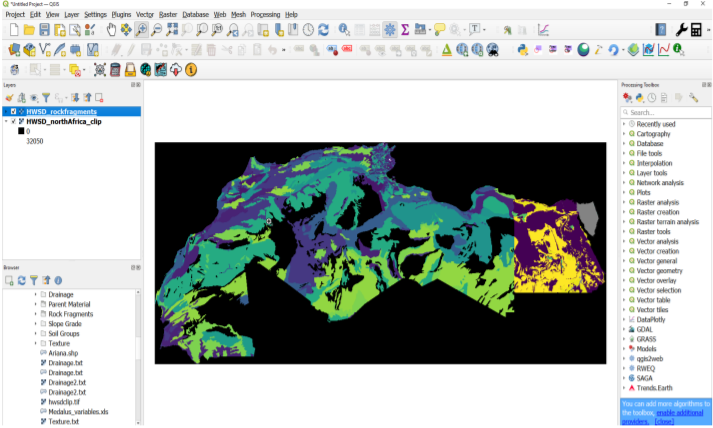 *Untitled Project — QGIS
Project Edit View Layer Settings Plugins Vector Raster Database Web Mesh Processing Help
Layers
HWSD_rockfragments
HWSD_northAfrica_clip
0
32050
Browser
Drainage
Parent Material
Rock Fragments
Slope Grade
Soil Groups
Texture
Ariana.shp
Drainage.txt
Drainage.txt
Drainage2.txt
Drainage2.txt
hwsdclip.tif
Medalus_variables.xls
Texture.txt
Processing Toolbox
Search...
Recently used
Cartography
Database
File tools
Interpolation
Layer tools
Network analysis
Plots
Raster analysis
Raster creation
Raster terrain analysis
Raster tools
Vector analysis
Vector creation
Vector general
Vector geometry
Vector overlay
Vector selection
Vector table
Vector tiles
DataPlotly
GDAL
GRASS
Models
qgis2web
RWEQ
SAGA
Trends.Earth
You can add more algorithms to
the toolbox, enable additional
providers. [close]